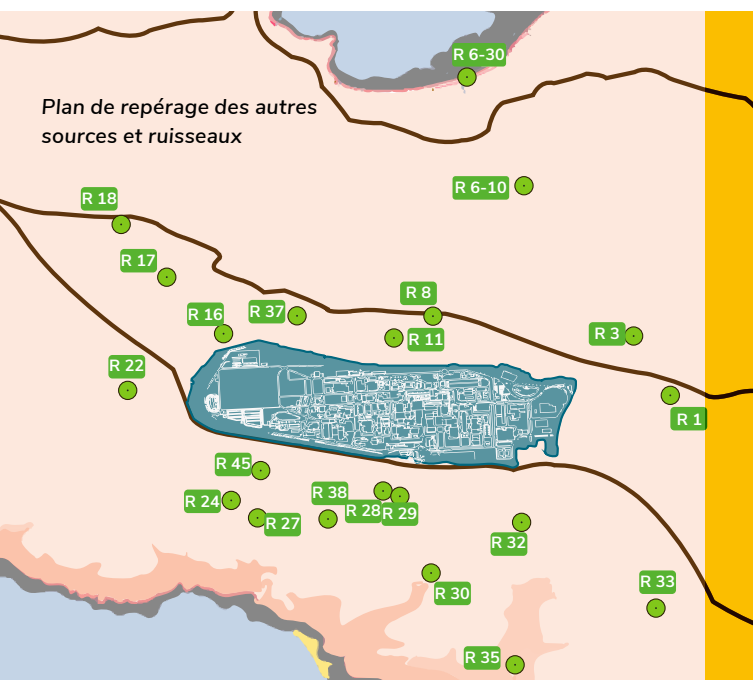 R 6-30
Plan de repérage des autres
sources et ruisseaux
R 6-10
R 18
R 17
R 8
R 37
R 16
R 3
R 11
R 22
R 1
R 45
R 38
R 24
R 28
R 29
R 27
R 32
R 33
R 30
R 35